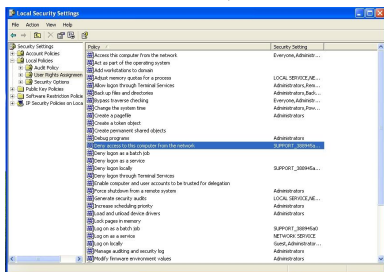 Local Security Settings
File Action View Help
Security Settings
Account Policies
Local Policies
Audit Policy
User Rights Assignmen
Security Options
Public Key Policies
Software Restriction Policie
IP Security Policies on Loca
Policy
Security Setting
Access this computer from the network Everyone,Administr...
Act as part of the operating system
Add workstations to domain
Adjust memory quotas for a process LOCAL SERVICE,NE...
Allow logon through Terminal Services Administrators,Rem...
Back up files and directories Administrators,Bac...
Bypass traverse checking Everyone,Administr...
Change the system time Administrators,Pow...
Create a pagefile Administrators
Create a token object
Create permanent shared objects
Debug programs Administrators
Deny access to this computer from the network SUPPORT_388945a...
Deny logon as a batch job
Deny logon as a service
Deny logon locally SUPPORT_388945a...
Deny logon through Terminal Services
Enable computer and user accounts to be trusted for delegation
Force shutdown from a remote system Administrators
Generate security audits LOCAL SERVICE,NE...
Increase scheduling priority Administrators
Load and unload device drivers Administrators
Lock pages in memory
Log on as a batch job SUPPORT_388945a0
Log on as a service NETWORK SERVICE
Log on locally Guest,Administrator...
Manage auditing and security log Administrators
Modify firmware environment values Administrators